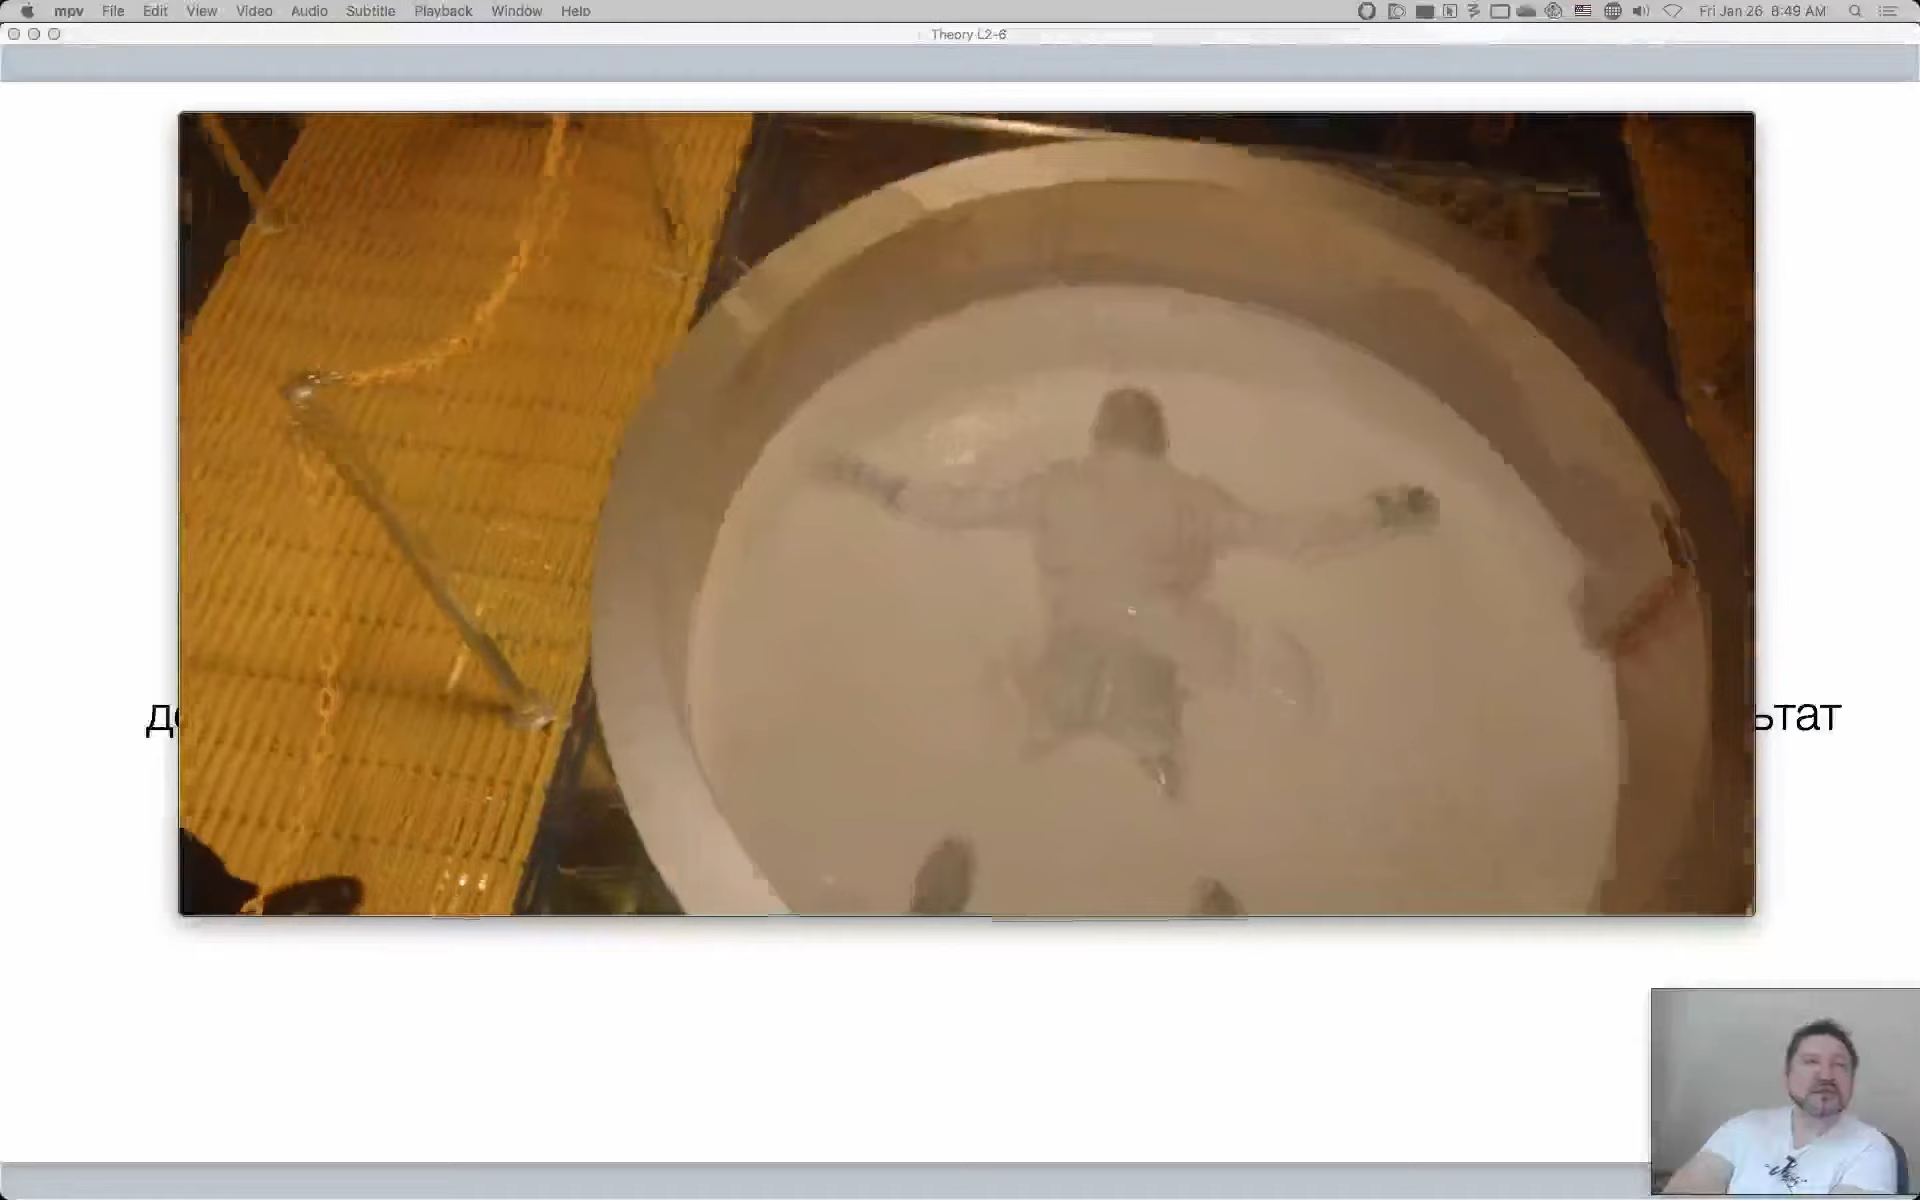 mpv File Edit View Video Audio Subtitle Playback Window Help Fri Jan 26 8:49 AM
Theory L2-6